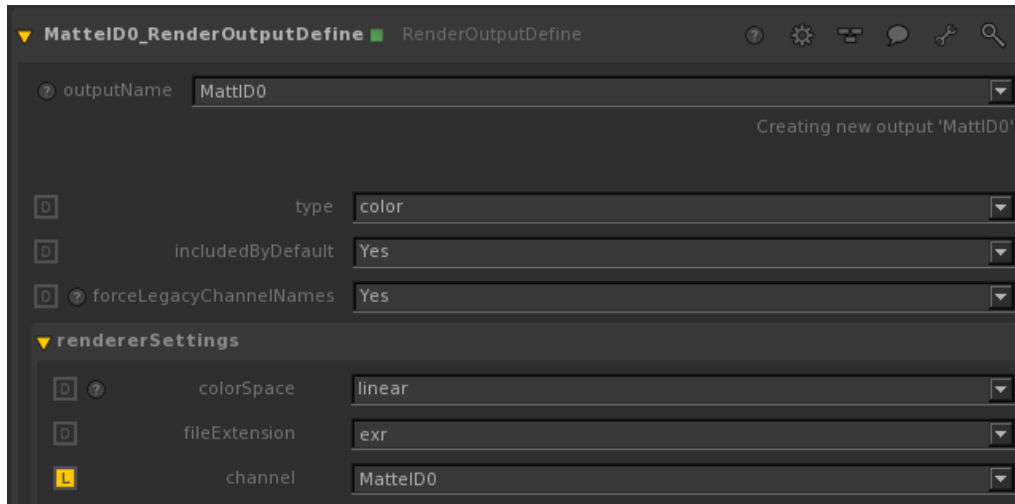 MatteID0_RenderOutputDefine RenderOutputDefine ?
? outputName MattID0
Creating new output 'MattID0'
D type color
D includedByDefault Yes
D ? forceLegacyChannelNames Yes
rendererSettings
D ? colorSpace linear
D fileExtension exr
L channel MatteID0